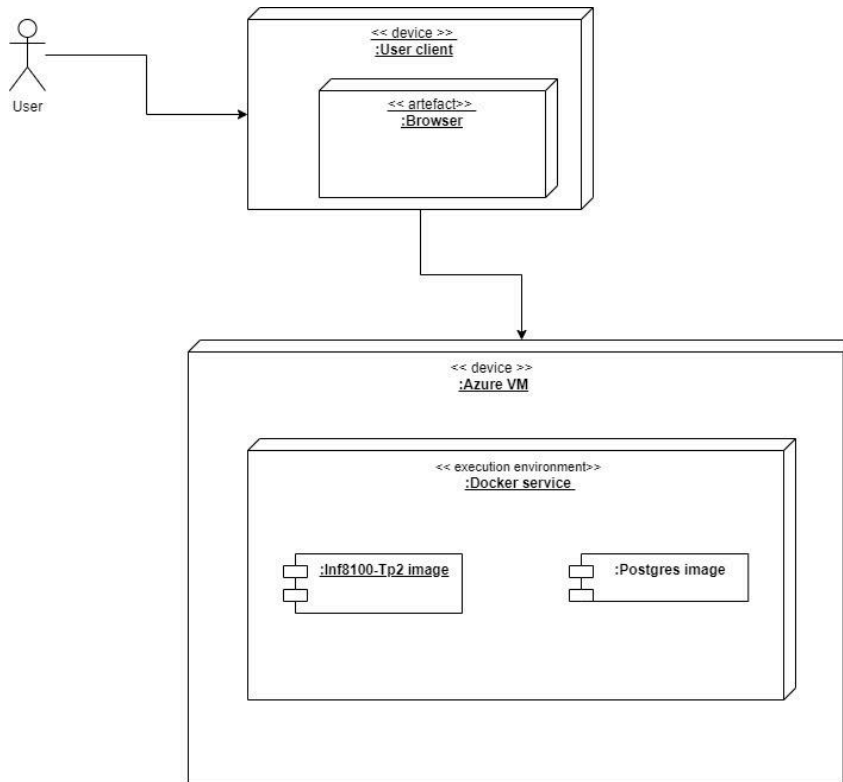 << device >>
:User client
<< artefact>>
:Browser
User
<< device >>
:Azure VM
<< execution environment>>
:Docker service
:Inf8100-Tp2 image
:Postgres image